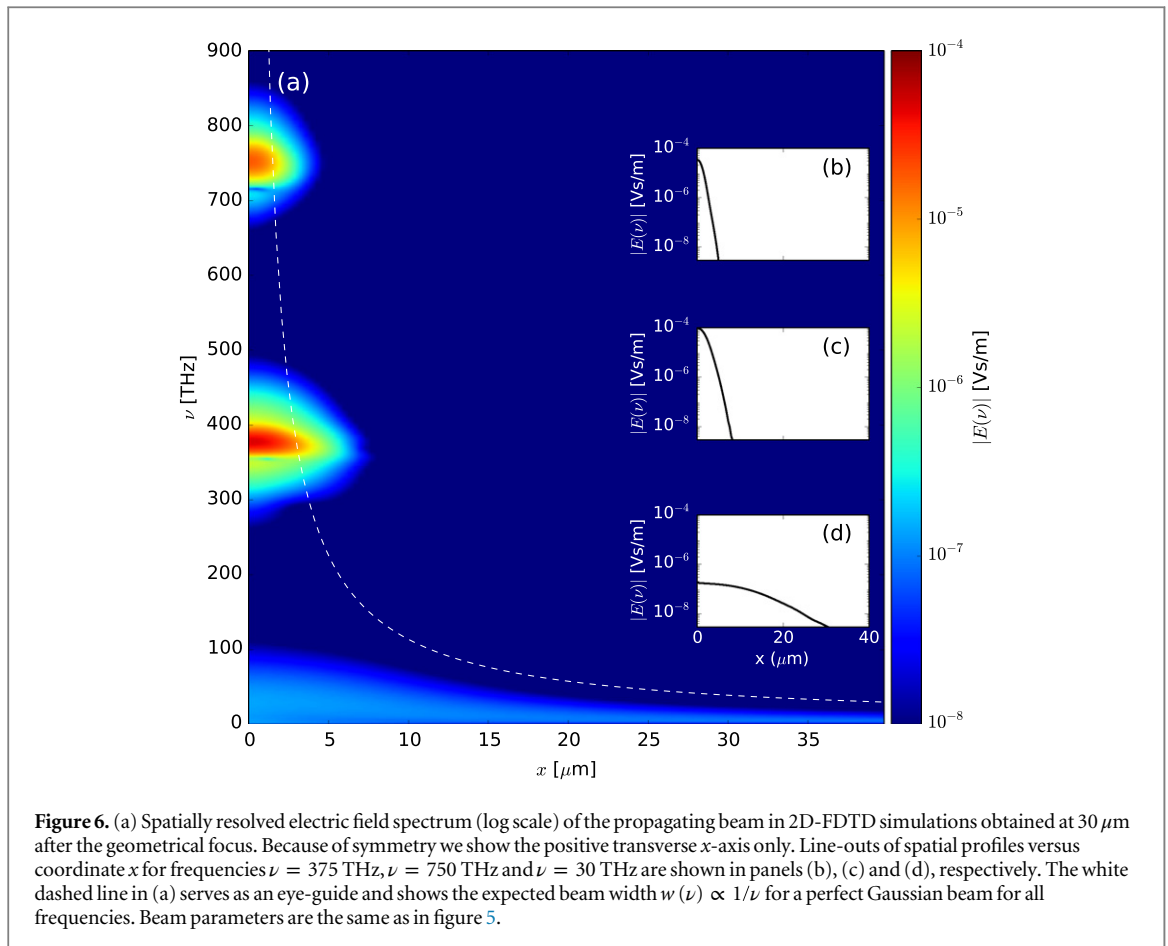 900
800
700
600
500
400
300
200
100
0
ν [THz]
0 5 10 15 20 25 30 35
x [μm]
(a)
10⁻⁴
10⁻⁵
10⁻⁶
10⁻⁷
10⁻⁸
|E(ν)| [Vs/m]
(b)
10⁻⁴
10⁻⁶
10⁻⁸
|E(ν)| [Vs/m]
(c)
10⁻⁴
10⁻⁶
10⁻⁸
|E(ν)| [Vs/m]
(d)
10⁻⁴
10⁻⁶
10⁻⁸
|E(ν)| [Vs/m]
0 20 40
x (μm)
Figure 6. (a) Spatially resolved electric field spectrum (log scale) of the propagating beam in 2D-FDTD simulations obtained at 30 μm
after the geometrical focus. Because of symmetry we show the positive transverse x-axis only. Line-outs of spatial profiles versus
coordinate x for frequencies ν = 375 THz, ν = 750 THz and ν = 30 THz are shown in panels (b), (c) and (d), respectively. The white
dashed line in (a) serves as an eye-guide and shows the expected beam width w (ν) ∝ 1/ν for a perfect Gaussian beam for all
frequencies. Beam parameters are the same as in figure 5.